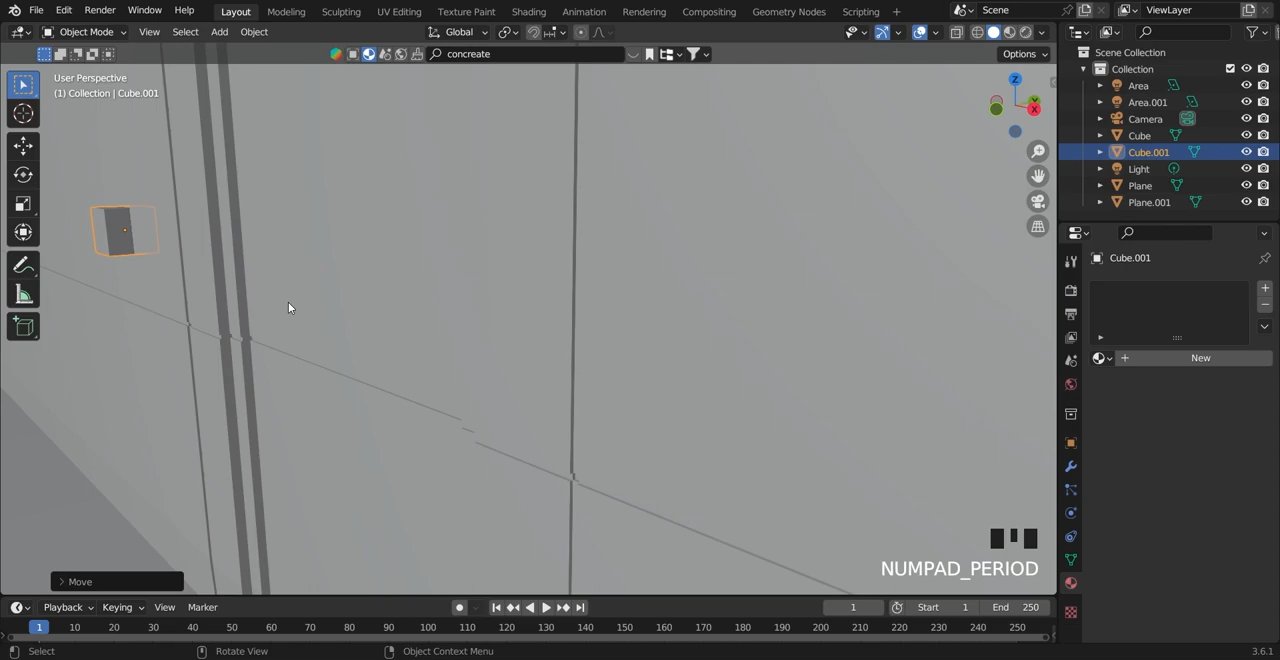 File Edit Render Window Help Layout Modeling Sculpting UV Editing Texture Paint Shading Animation Rendering Compositing Geometry Nodes Scripting + Scene ViewLayer
Object Mode View Select Add Object Global
concreate Options
User Perspective
(1) Collection | Cube.001
Z
Y
X
Scene Collection
Collection
Area
Area.001
Camera
Cube
Cube.001
Light
Plane
Plane.001
Cube.001
New
> Move
NUMPAD_PERIOD
Playback Keying View Marker 1 Start 1 End 250
1 10 20 30 40 50 60 70 80 90 100 110 120 130 140 150 160 170 180 190 200 210 220 230 240 250
Select Rotate View Object Context Menu 3.6.1